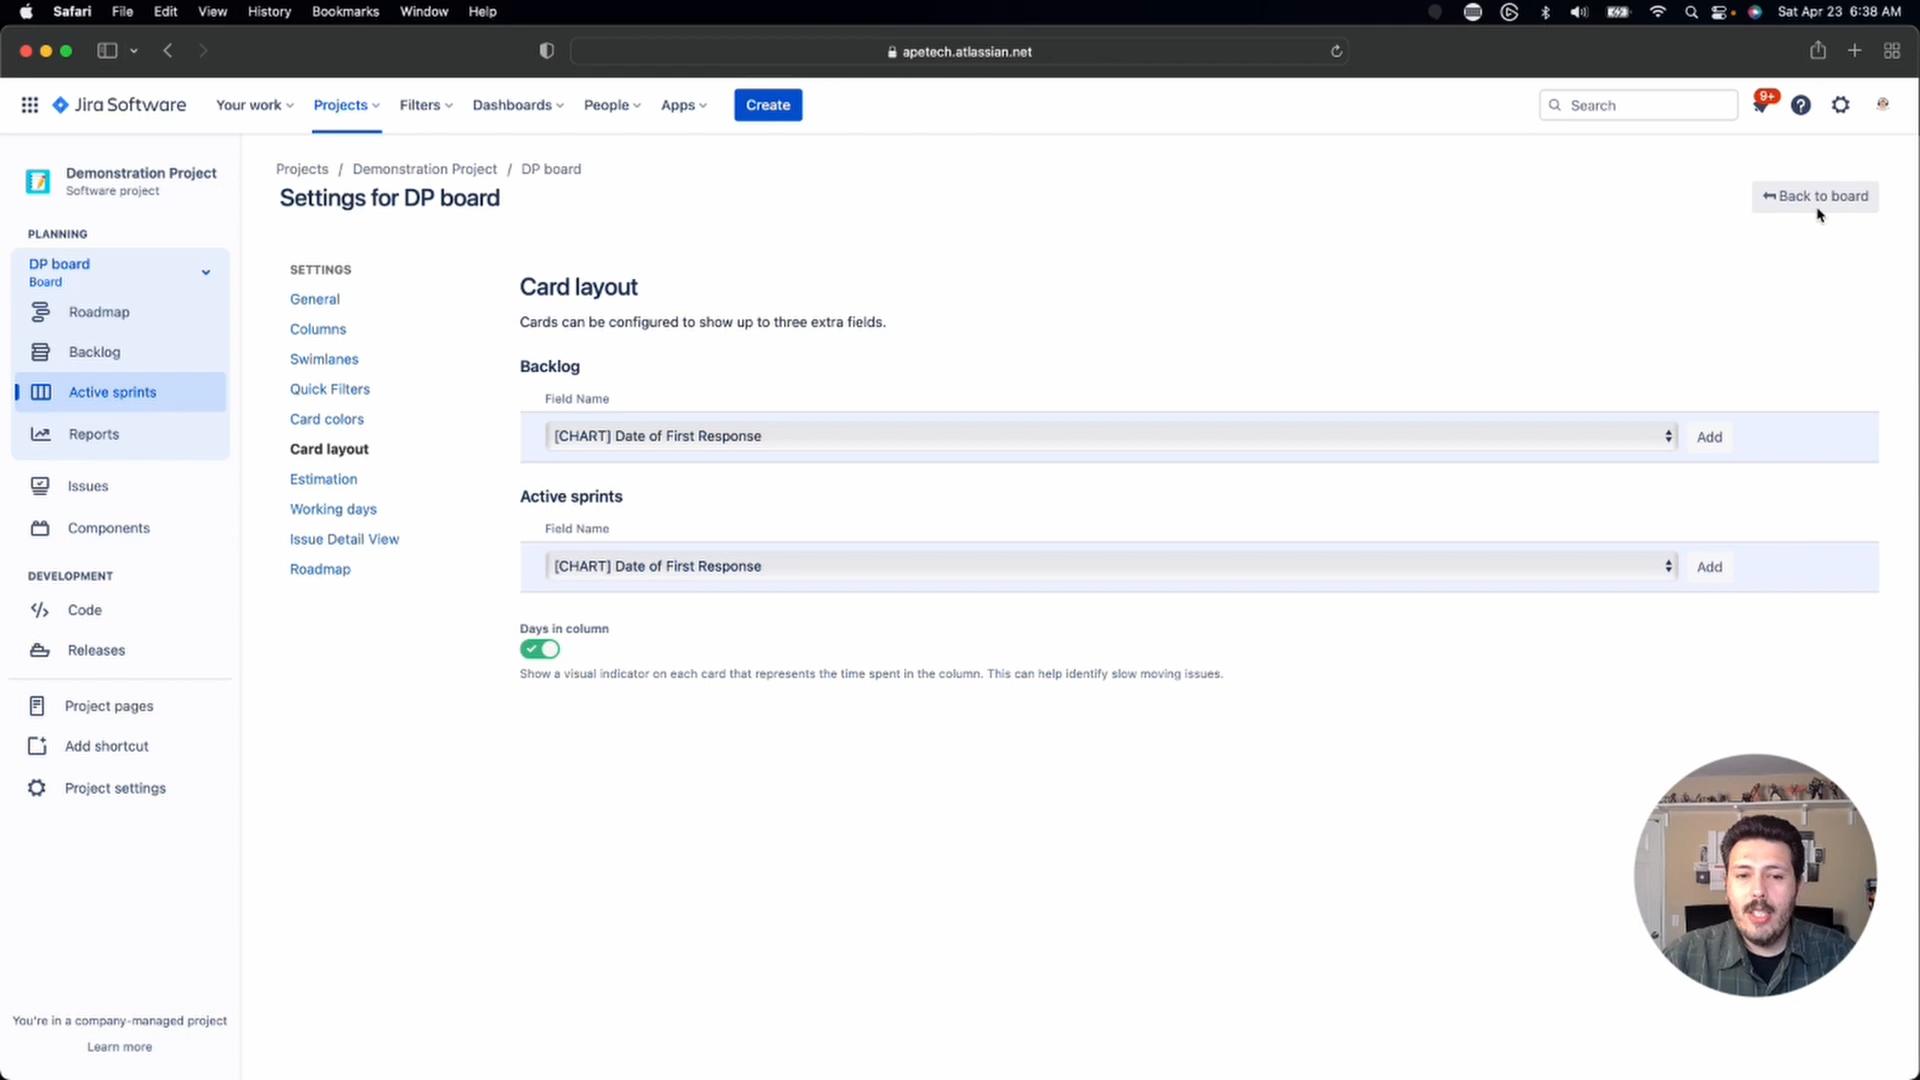 Safari File Edit View History Bookmarks Window Help Sat Apr 23 6:38 AM
apetech.atlassian.net
Jira Software Your work Projects Filters Dashboards People Apps Create Search 9+
Demonstration Project
Software project
PLANNING
DP board
Board
Roadmap
Backlog
Active sprints
Reports
Issues
Components
DEVELOPMENT
Code
Releases
Project pages
Add shortcut
Project settings
You're in a company-managed project
Learn more
Projects / Demonstration Project / DP board
Settings for DP board
Back to board
SETTINGS
General
Columns
Swimlanes
Quick Filters
Card colors
Card layout
Estimation
Working days
Issue Detail View
Roadmap
Card layout
Cards can be configured to show up to three extra fields.
Backlog
Field Name
[CHART] Date of First Response Add
Active sprints
Field Name
[CHART] Date of First Response Add
Days in column
Show a visual indicator on each card that represents the time spent in the column. This can help identify slow moving issues.